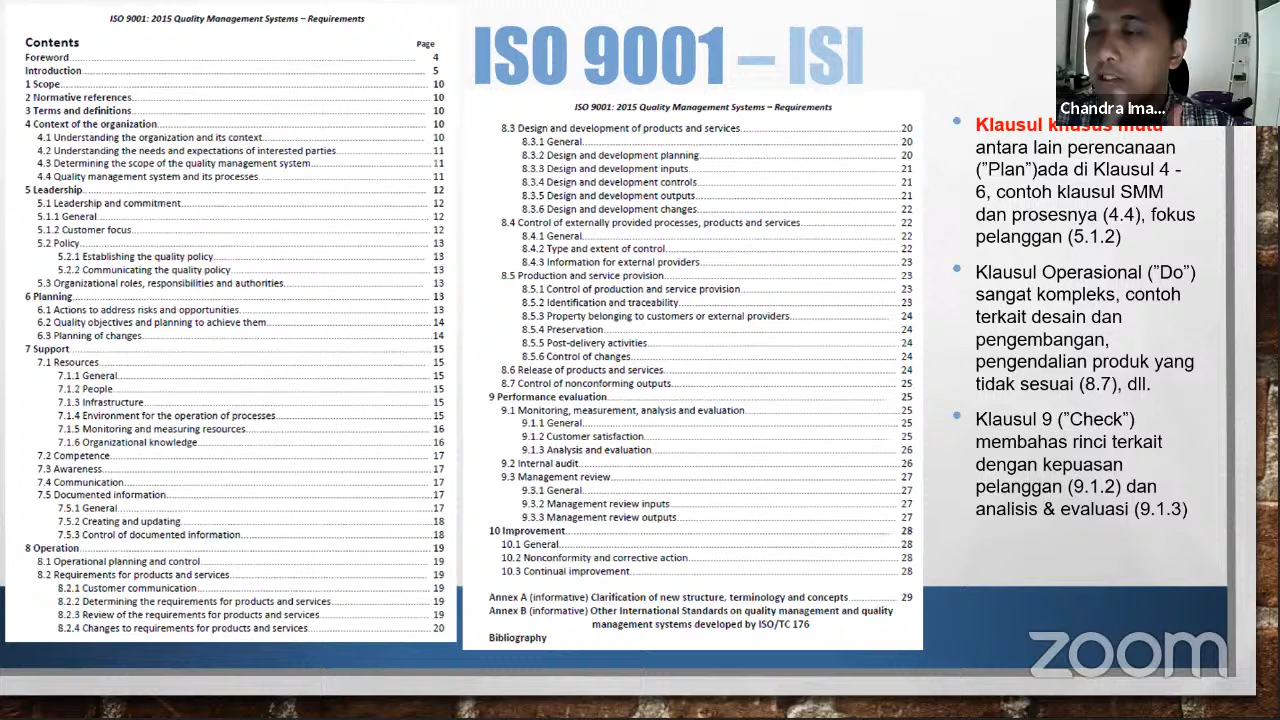 ISO 9001: 2015 Quality Management Systems – Requirements
Contents Page
Foreword 4
Introduction 5
1 Scope 10
2 Normative references 10
3 Terms and definitions 10
4 Context of the organization 10
4.1 Understanding the organization and its context 10
4.2 Understanding the needs and expectations of interested parties 11
4.3 Determining the scope of the quality management system 11
4.4 Quality management system and its processes 11
5 Leadership 12
5.1 Leadership and commitment 12
5.1.1 General 12
5.1.2 Customer focus 12
5.2 Policy 13
5.2.1 Establishing the quality policy 13
5.2.2 Communicating the quality policy 13
5.3 Organizational roles, responsibilities and authorities 13
6 Planning 13
6.1 Actions to address risks and opportunities 13
6.2 Quality objectives and planning to achieve them 14
6.3 Planning of changes 14
7 Support 15
7.1 Resources 15
7.1.1 General 15
7.1.2 People 15
7.1.3 Infrastructure 15
7.1.4 Environment for the operation of processes 15
7.1.5 Monitoring and measuring resources 16
7.1.6 Organizational knowledge 16
7.2 Competence 17
7.3 Awareness 17
7.4 Communication 17
7.5 Documented information 17
7.5.1 General 17
7.5.2 Creating and updating 18
7.5.3 Control of documented information 18
8 Operation 19
8.1 Operational planning and control 19
8.2 Requirements for products and services 19
8.2.1 Customer communication 19
8.2.2 Determining the requirements for products and services 19
8.2.3 Review of the requirements for products and services 19
8.2.4 Changes to requirements for products and services 20
ISO 9001 – ISI
ISO 9001: 2015 Quality Management Systems – Requirements
8.3 Design and development of products and services 20
8.3.1 General 20
8.3.2 Design and development planning 20
8.3.3 Design and development inputs 21
8.3.4 Design and development controls 21
8.3.5 Design and development outputs 21
8.3.6 Design and development changes 22
8.4 Control of externally provided processes, products and services 22
8.4.1 General 22
8.4.2 Type and extent of control 22
8.4.3 Information for external providers 23
8.5 Production and service provision 23
8.5.1 Control of production and service provision 23
8.5.2 Identification and traceability 23
8.5.3 Property belonging to customers or external providers 24
8.5.4 Preservation 24
8.5.5 Post-delivery activities 24
8.5.6 Control of changes 24
8.6 Release of products and services 24
8.7 Control of nonconforming outputs 25
9 Performance evaluation 25
9.1 Monitoring, measurement, analysis and evaluation 25
9.1.1 General 25
9.1.2 Customer satisfaction 25
9.1.3 Analysis and evaluation 26
9.2 Internal audit 26
9.3 Management review 27
9.3.1 General 27
9.3.2 Management review inputs 27
9.3.3 Management review outputs 27
10 Improvement 28
10.1 General 28
10.2 Nonconformity and corrective action 28
10.3 Continual improvement 28
Annex A (informative) Clarification of new structure, terminology and concepts 29
Annex B (informative) Other International Standards on quality management and quality
management systems developed by ISO/TC 176
Bibliography
Chandra Ima...
Klausul khusus mutu
antara lain perencanaan
("Plan")ada di Klausul 4 -
6, contoh klausul SMM
dan prosesnya (4.4), fokus
pelanggan (5.1.2)
Klausul Operasional ("Do")
sangat kompleks, contoh
terkait desain dan
pengembangan,
pengendalian produk yang
tidak sesuai (8.7), dll.
Klausul 9 ("Check")
membahas rinci terkait
dengan kepuasan
pelanggan (9.1.2) dan
analisis & evaluasi (9.1.3)
zoom